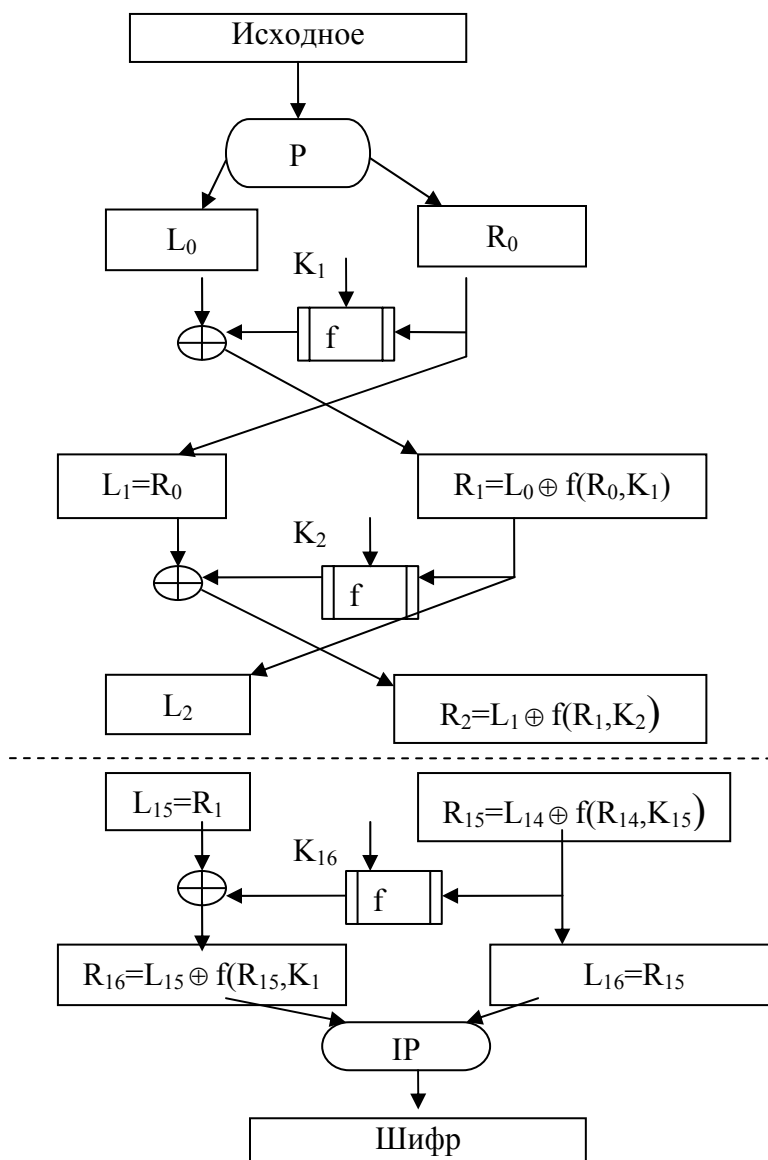 Исходное
P
L₀
R₀
K₁
f
L₁=R₀
R₁=L₀ ⊕ f(R₀,K₁)
K₂
f
L₂
R₂=L₁ ⊕ f(R₁,K₂)
L₁₅=R₁
R₁₅=L₁₄ ⊕ f(R₁₄,K₁₅)
K₁₆
f
R₁₆=L₁₅ ⊕ f(R₁₅,K₁
L₁₆=R₁₅
IP
Шифр